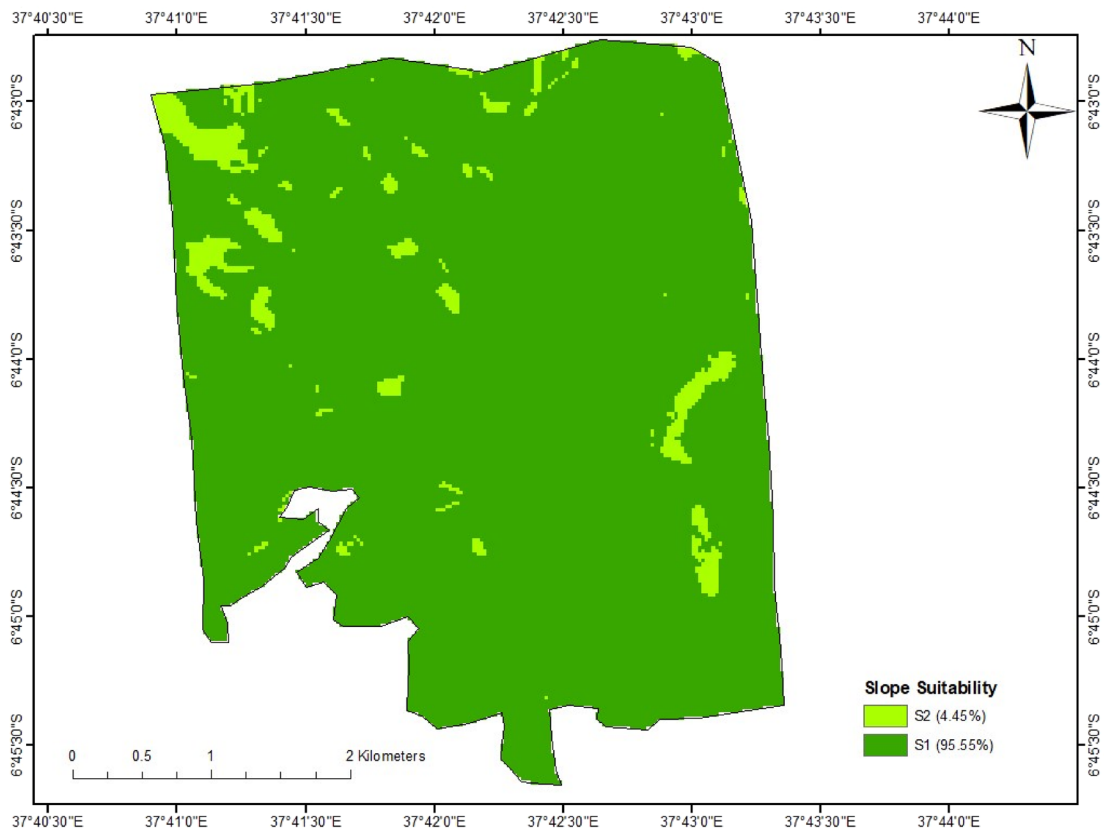 37°40'30"E 37°41'0"E 37°41'30"E 37°42'0"E 37°42'30"E 37°43'0"E 37°43'30"E 37°44'0"E
N
6°43'0"S 6°43'0"S
6°43'30"S 6°43'30"S
6°44'0"S 6°44'0"S
6°44'30"S 6°44'30"S
6°45'0"S 6°45'0"S
6°45'30"S 6°45'30"S
Slope Suitability
S2 (4.45%)
S1 (95.55%)
0 0.5 1 2 Kilometers
37°40'30"E 37°41'0"E 37°41'30"E 37°42'0"E 37°42'30"E 37°43'0"E 37°43'30"E 37°44'0"E